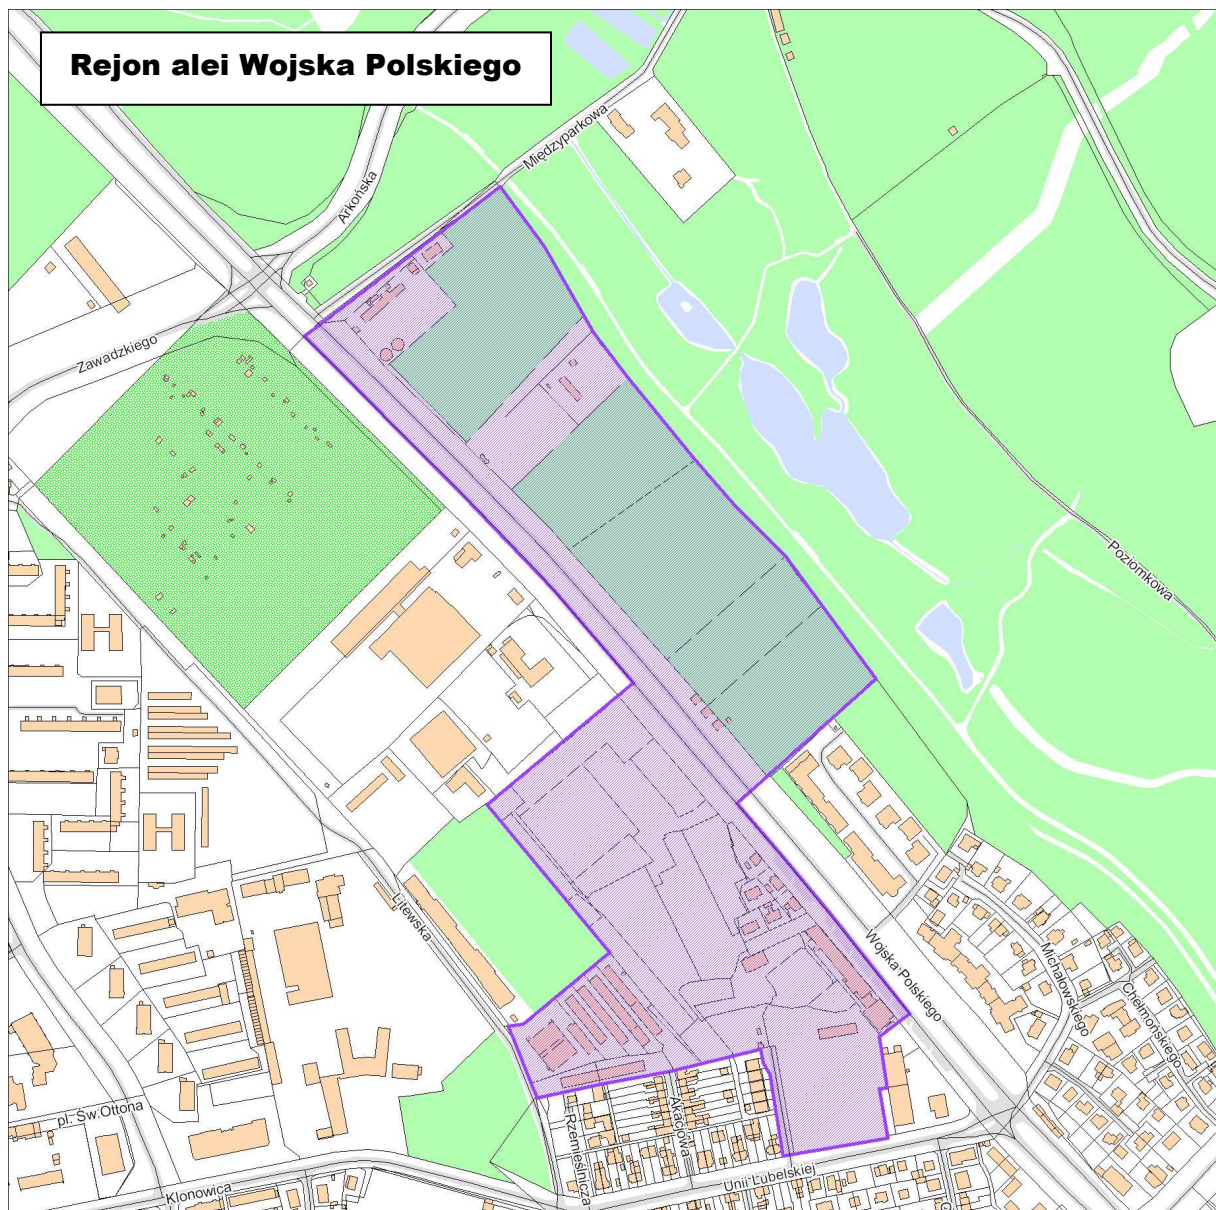 Rejon alei Wojska Polskiego
Międzyparkowa
Arkońska
Zawadzkiego
Poziomkowa
Litewska
Wojska Polskiego
Michałowskiego
Chełmońskiego
pl. Św.Ottona
Akacjowa
Rzemieślnicza
Unii Lubelskiej
Klonowica